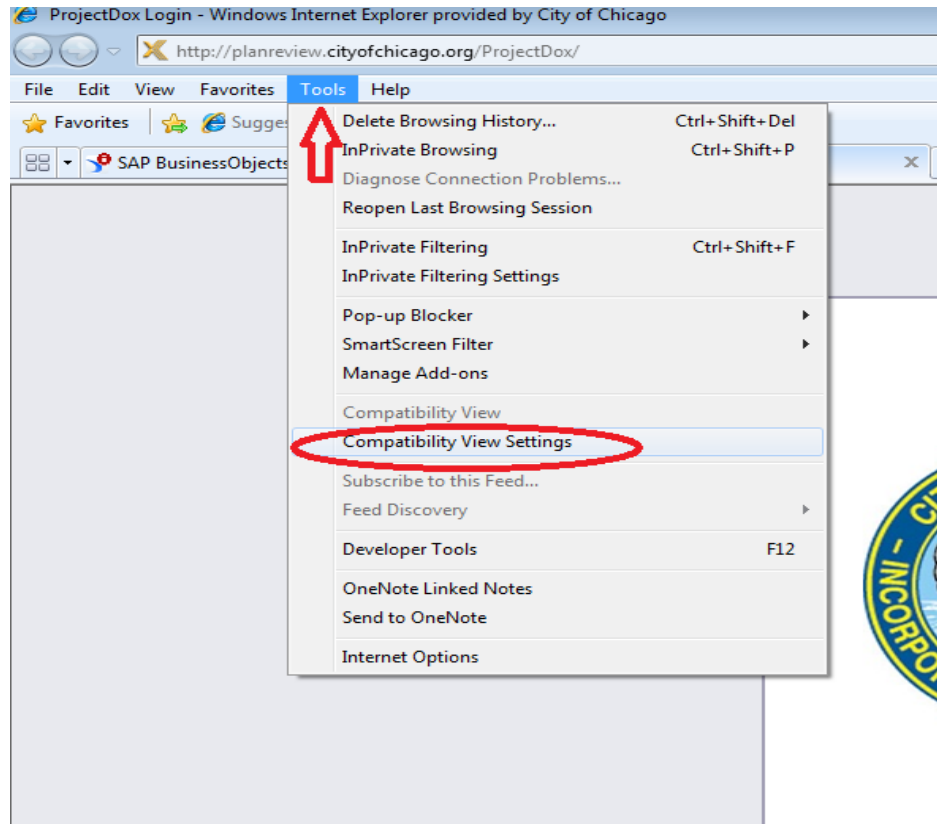 ProjectDox Login - Windows Internet Explorer provided by City of Chicago
http://planreview.cityofchicago.org/ProjectDox/
File Edit View Favorites Tools Help
Favorites
SAP BusinessObjects
Delete Browsing History... Ctrl+Shift+Del
InPrivate Browsing Ctrl+Shift+P
Diagnose Connection Problems...
Reopen Last Browsing Session
InPrivate Filtering Ctrl+Shift+F
InPrivate Filtering Settings
Pop-up Blocker
SmartScreen Filter
Manage Add-ons
Compatibility View
Compatibility View Settings
Subscribe to this Feed...
Feed Discovery
Developer Tools F12
OneNote Linked Notes
Send to OneNote
Internet Options